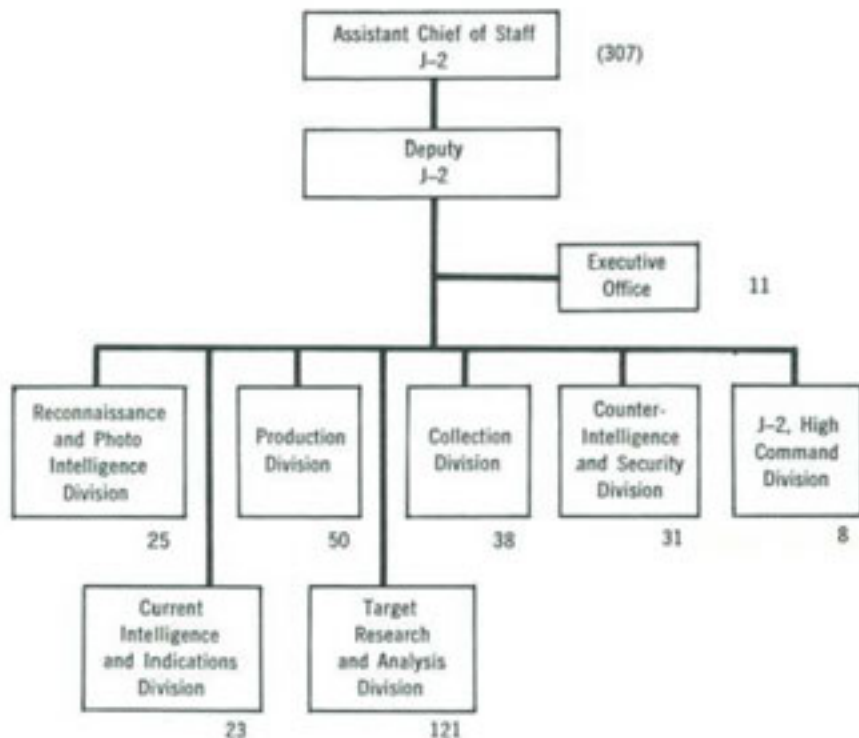 Assistant Chief of Staff
J-2
(307)
Deputy
J-2
Executive
Office
11
Reconnaissance
and Photo
Intelligence
Division
25
Production
Division
50
Collection
Division
38
Counter-
Intelligence
and Security
Division
31
J-2, High
Command
Division
8
Current
Intelligence
and Indications
Division
23
Target
Research
and Analysis
Division
121